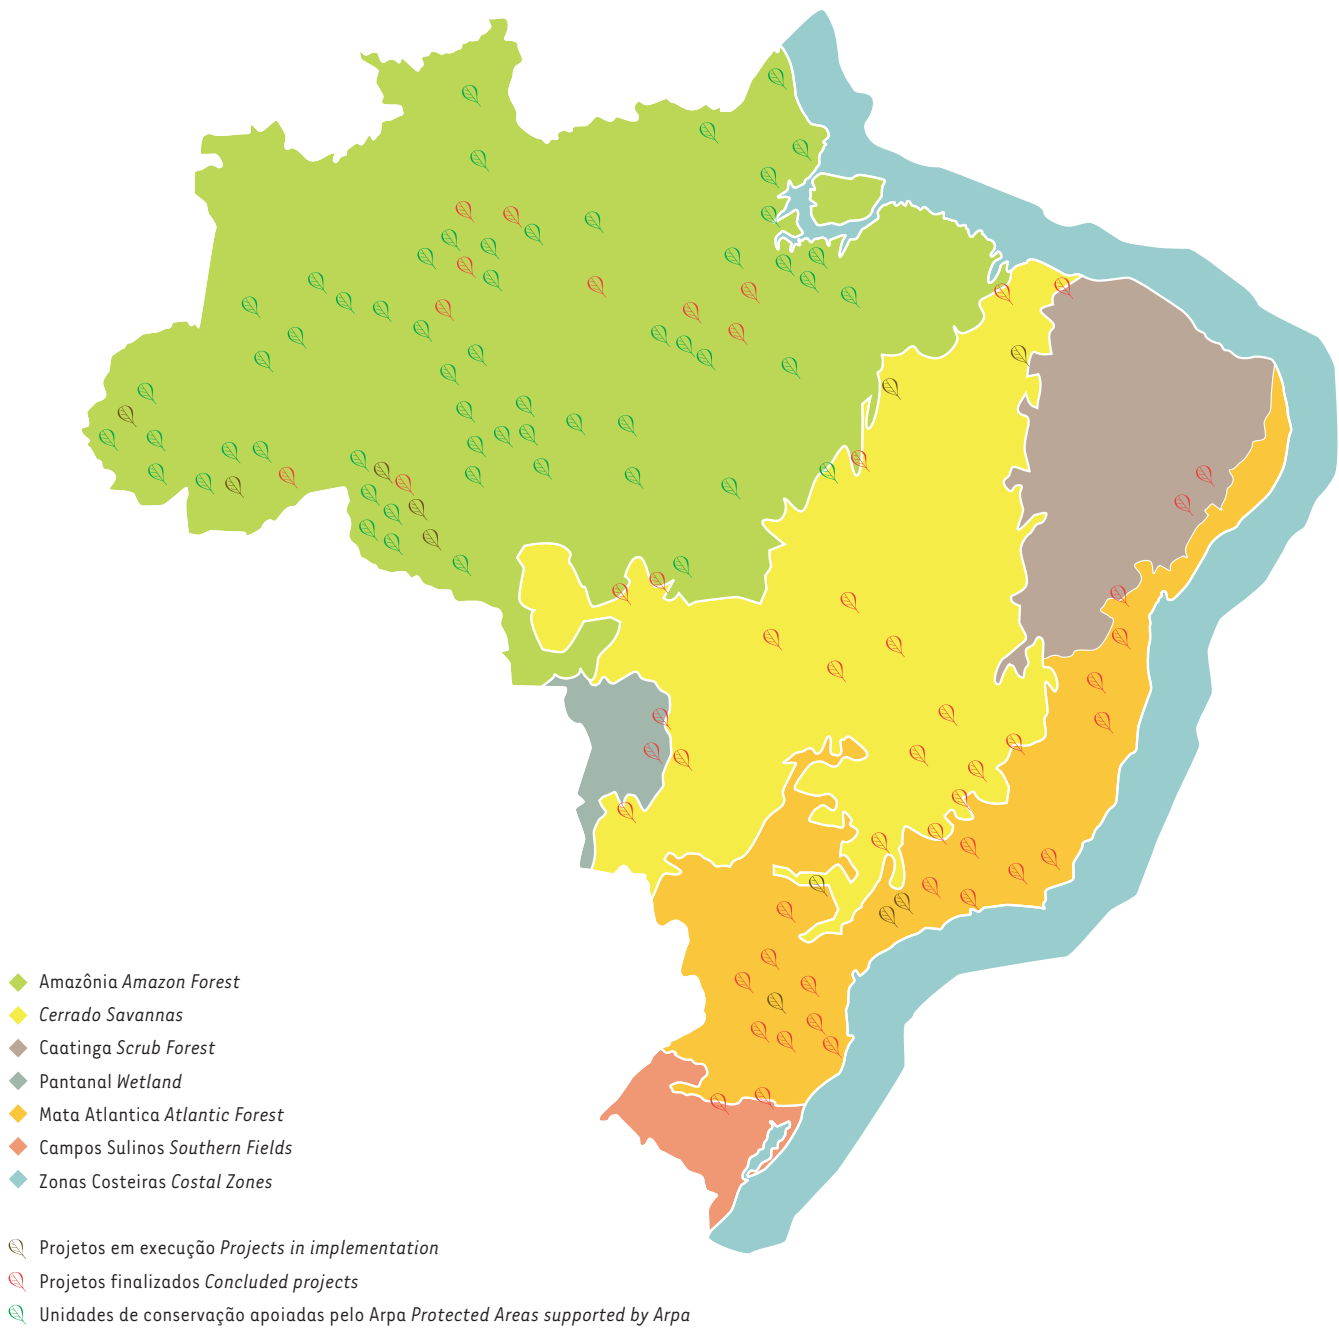 Amazônia Amazon Forest
Cerrado Savannas
Caatinga Scrub Forest
Pantanal Wetland
Mata Atlantica Atlantic Forest
Campos Sulinos Southern Fields
Zonas Costeiras Costal Zones
Projetos em execução Projects in implementation
Projetos finalizados Concluded projects
Unidades de conservação apoiadas pelo Arpa Protected Areas supported by Arpa